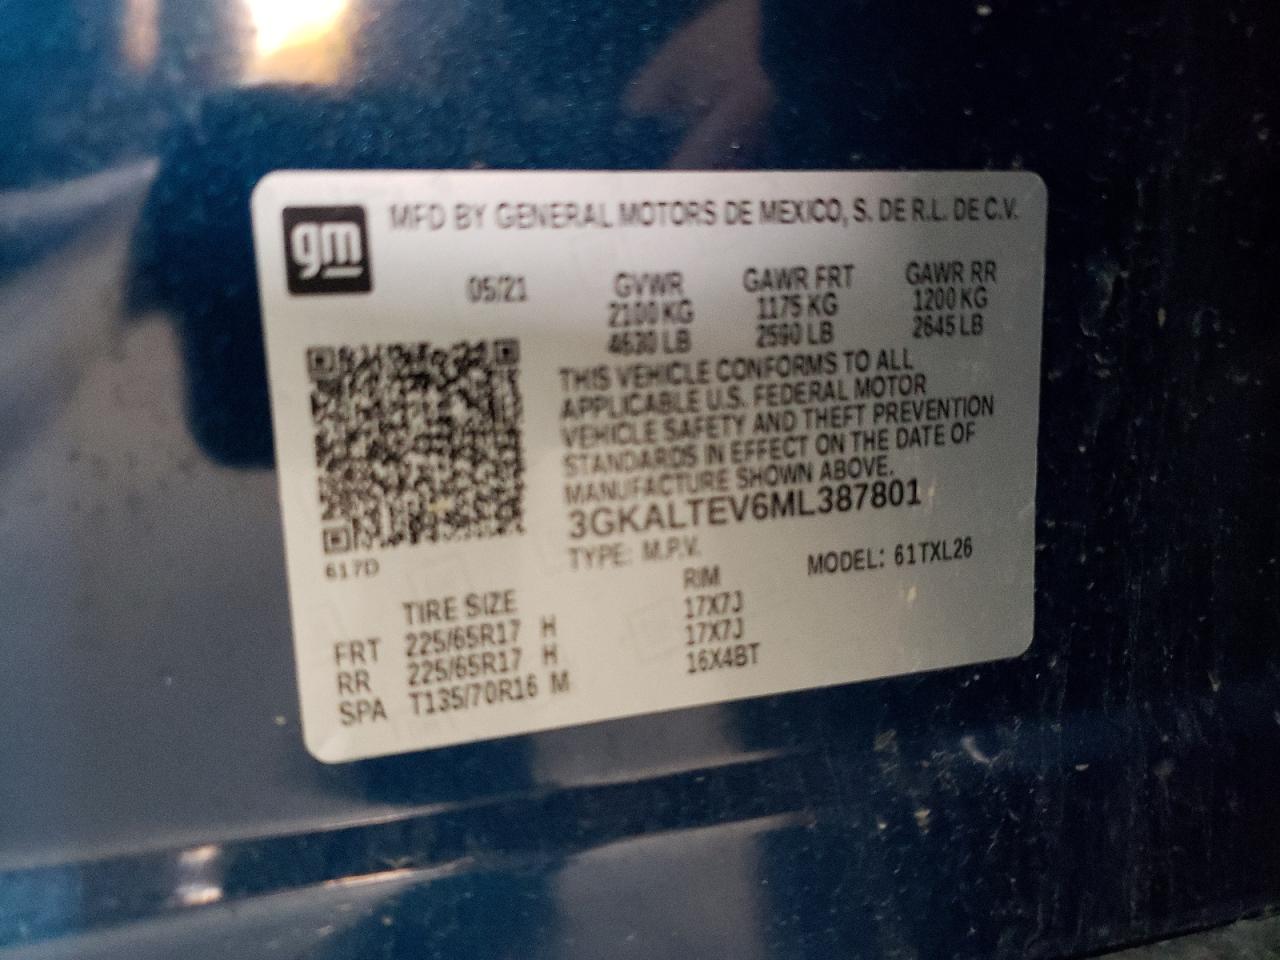 gm
MFD BY GENERAL MOTORS DE MEXICO, S. DE R.L. DE C.V.
05/21 GVWR GAWR FRT GAWR RR
2100 KG 1175 KG 1200 KG
4630 LB 2590 LB 2645 LB
THIS VEHICLE CONFORMS TO ALL
APPLICABLE U.S. FEDERAL MOTOR
VEHICLE SAFETY AND THEFT PREVENTION
STANDARDS IN EFFECT ON THE DATE OF
MANUFACTURE SHOWN ABOVE.
3GKALTEV6ML387801
617D
TYPE: M.P.V. MODEL: 61TXL26
TIRE SIZE RIM
FRT 225/65R17 H 17X7J
RR 225/65R17 H 17X7J
SPA T135/70R16 M 16X4BT